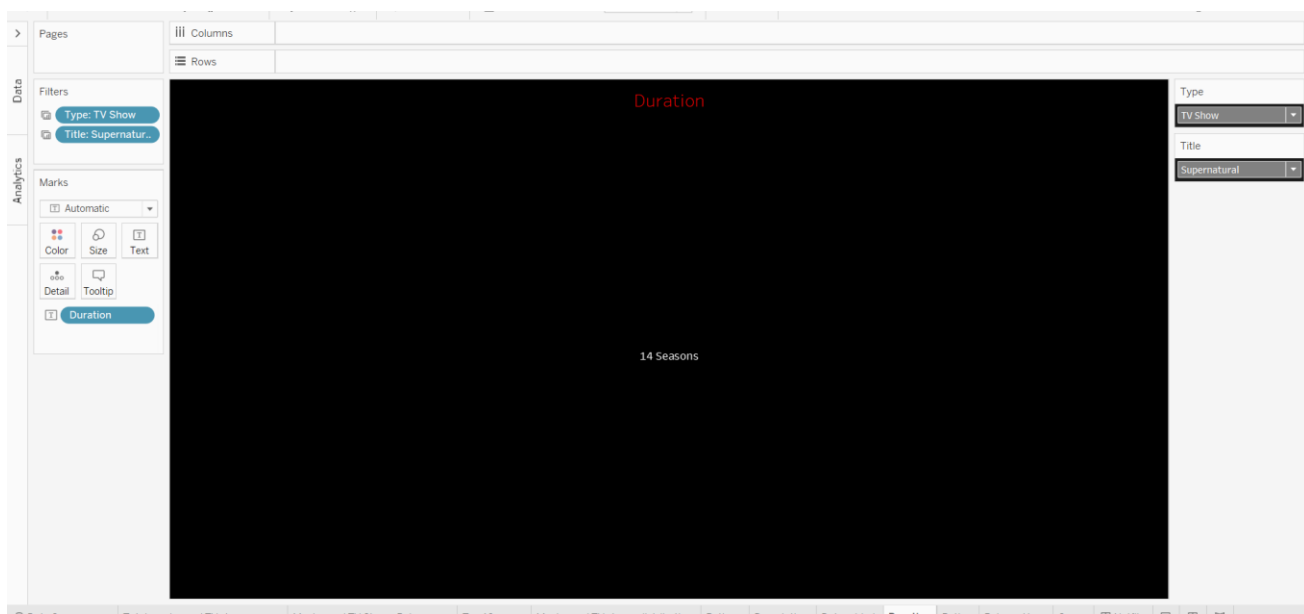 Pages
Columns
Rows
Data
Analytics
Filters
Type: TV Show
Title: Supernatur..
Marks
Automatic
Color
Size
Text
Detail
Tooltip
Duration
Duration
14 Seasons
Type
TV Show
Title
Supernatural